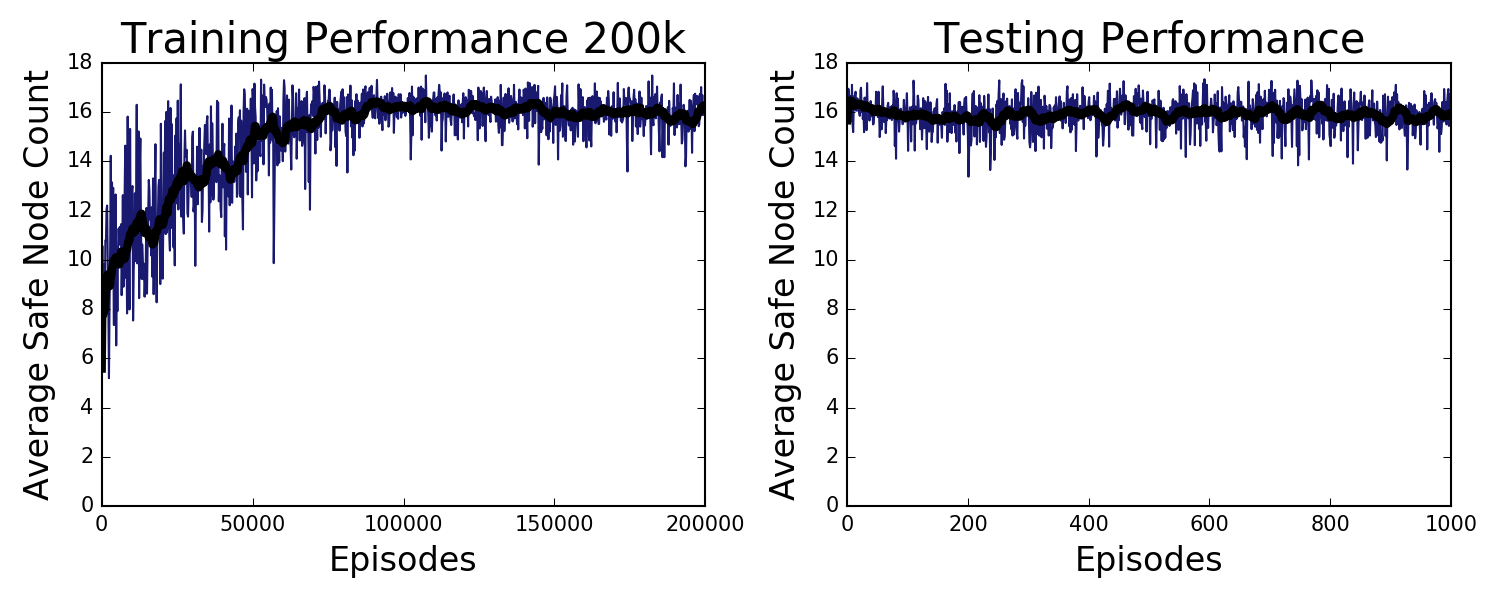 Training Performance 200k
Average Safe Node Count
18
16
14
12
10
8
6
4
2
0
0 50000 100000 150000 200000
Episodes
Testing Performance
Average Safe Node Count
18
16
14
12
10
8
6
4
2
0
0 200 400 600 800 1000
Episodes